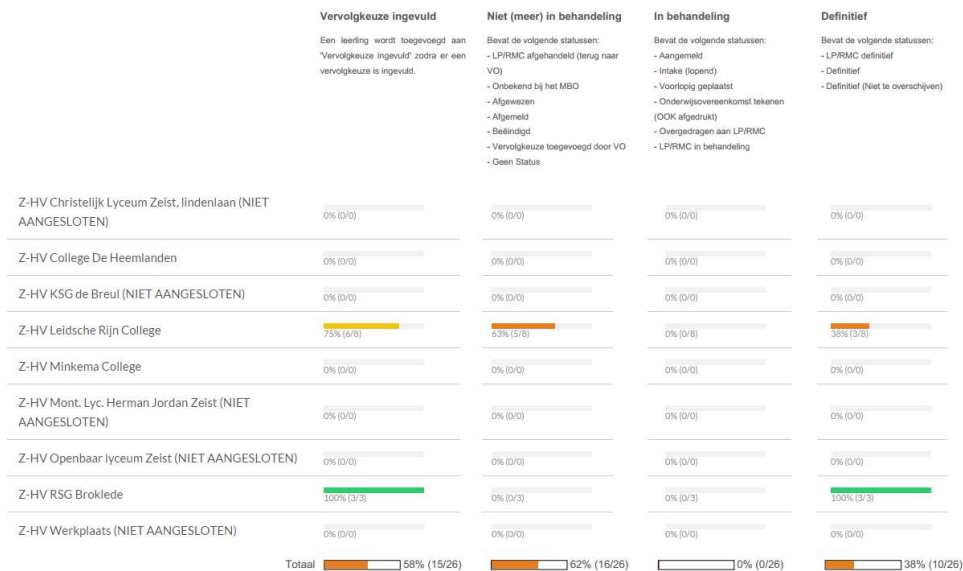 Vervolgkeuze ingevuld
Een leerling wordt toegevoegd aan
'Vervolgkeuze ingevuld' zodra er een
vervolgkeuze is ingevuld.
Niet (meer) in behandeling
Bevat de volgende statussen:
- LP/RMC afgehandeld (terug naar
VO)
- Onbekend bij het MBO
- Afgewezen
- Afgemeld
- Beëindigd
- Vervolgkeuze toegevoegd door VO
- Geen Status
In behandeling
Bevat de volgende statussen:
- Aangemeld
- Intake (lopend)
- Voorlopig geplaatst
- Onderwijsovereenkomst tekenen
(OOK afgedrukt)
- Overgedragen aan LP/RMC
- LP/RMC in behandeling
Definitief
Bevat de volgende statussen:
- LP/RMC definitief
- Definitief
- Definitief (Niet te overschijven)
Z-HV Christelijk Lyceum Zeist, lindenlaan (NIET
AANGESLOTEN)
0% (0/0) 0% (0/0) 0% (0/0) 0% (0/0)
Z-HV College De Heemlanden 0% (0/0) 0% (0/0) 0% (0/0) 0% (0/0)
Z-HV KSG de Breul (NIET AANGESLOTEN) 0% (0/0) 0% (0/0) 0% (0/0) 0% (0/0)
Z-HV Leidsche Rijn College 75% (6/8) 63% (5/8) 0% (0/8) 38% (3/8)
Z-HV Minkema College 0% (0/0) 0% (0/0) 0% (0/0) 0% (0/0)
Z-HV Mont. Lyc. Herman Jordan Zeist (NIET
AANGESLOTEN)
0% (0/0) 0% (0/0) 0% (0/0) 0% (0/0)
Z-HV Openbaar lyceum Zeist (NIET AANGESLOTEN) 0% (0/0) 0% (0/0) 0% (0/0) 0% (0/0)
Z-HV RSG Broklede 100% (3/3) 0% (0/3) 0% (0/3) 100% (3/3)
Z-HV Werkplaats (NIET AANGESLOTEN) 0% (0/0) 0% (0/0) 0% (0/0) 0% (0/0)
Totaal 58% (15/26) 62% (16/26) 0% (0/26) 38% (10/26)